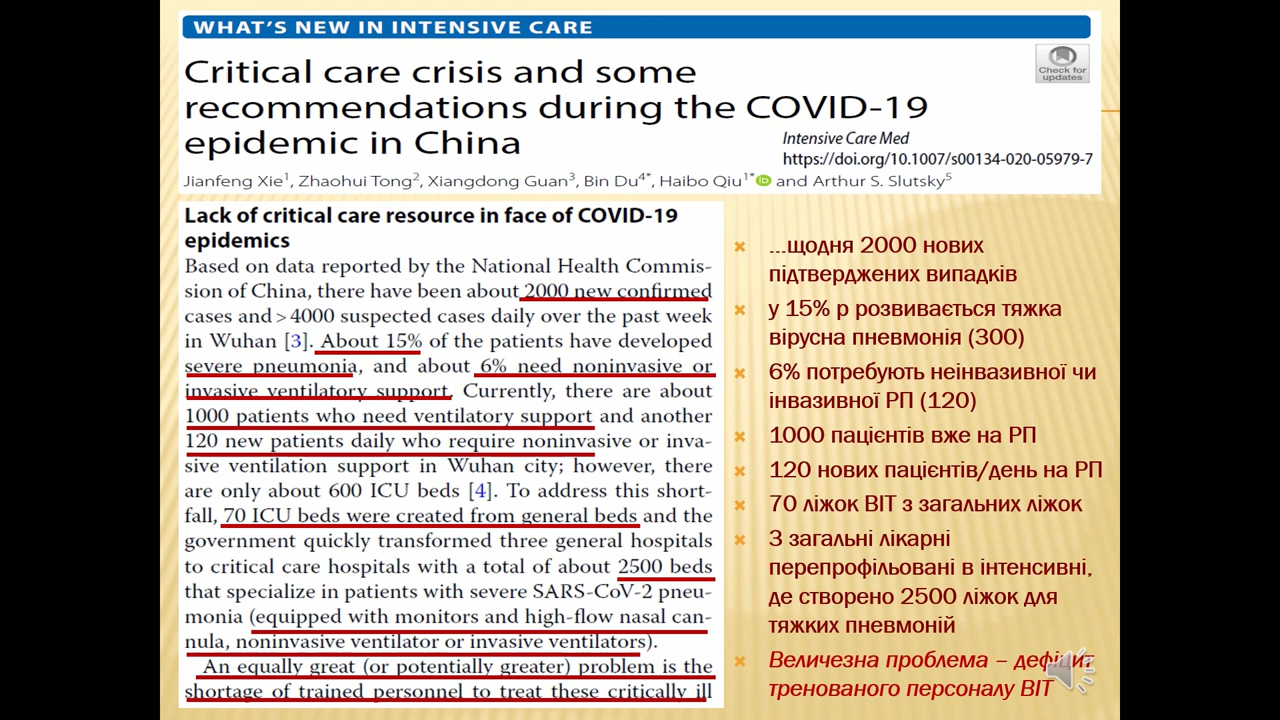 WHAT'S NEW IN INTENSIVE CARE
Critical care crisis and some
recommendations during the COVID-19
epidemic in China
Check for
updates
Intensive Care Med
https://doi.org/10.1007/s00134-020-05979-7
Jianfeng Xie1, Zhaohui Tong2, Xiangdong Guan3, Bin Du4*, Haibo Qiu1* iD and Arthur S. Slutsky5
Lack of critical care resource in face of COVID-19
epidemics
Based on data reported by the National Health Commis-
sion of China, there have been about 2000 new confirmed
cases and > 4000 suspected cases daily over the past week
in Wuhan [3]. About 15% of the patients have developed
severe pneumonia, and about 6% need noninvasive or
invasive ventilatory support. Currently, there are about
1000 patients who need ventilatory support and another
120 new patients daily who require noninvasive or inva-
sive ventilation support in Wuhan city; however, there
are only about 600 ICU beds [4]. To address this short-
fall, 70 ICU beds were created from general beds and the
government quickly transformed three general hospitals
to critical care hospitals with a total of about 2500 beds
that specialize in patients with severe SARS-CoV-2 pneu-
monia (equipped with monitors and high-flow nasal can-
nula, noninvasive ventilator or invasive ventilators).
An equally great (or potentially greater) problem is the
shortage of trained personnel to treat these critically ill
...щодня 2000 нових
підтверджених випадків
у 15% р розвивається тяжка
вірусна пневмонія (300)
6% потребують неінвазивної чи
інвазивної РП (120)
1000 пацієнтів вже на РП
120 нових пацієнтів/день на РП
70 ліжок ВІТ з загальних ліжок
3 загальні лікарні
перепрофільовані в інтенсивні,
де створено 2500 ліжок для
тяжких пневмоній
Величезна проблема – дефіцит
тренованого персоналу ВІТ